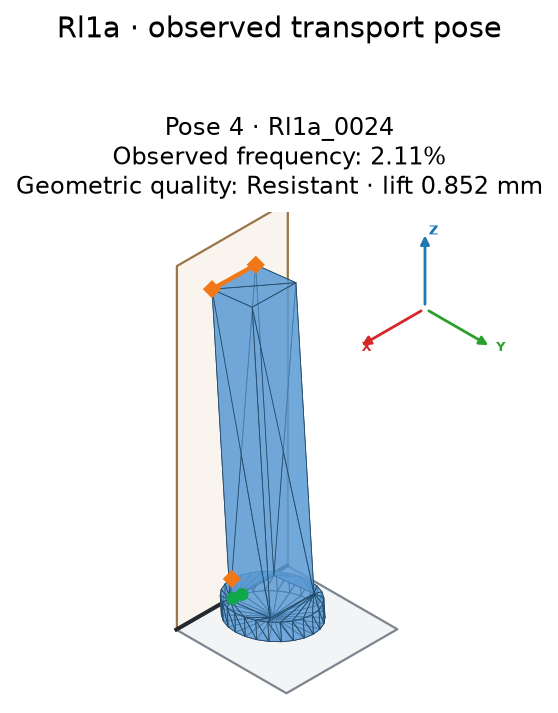 Rl1a · observed transport pose
Pose 4 · Rl1a_0024
Observed frequency: 2.11%
Geometric quality: Resistant · lift 0.852 mm
Z
X
Y